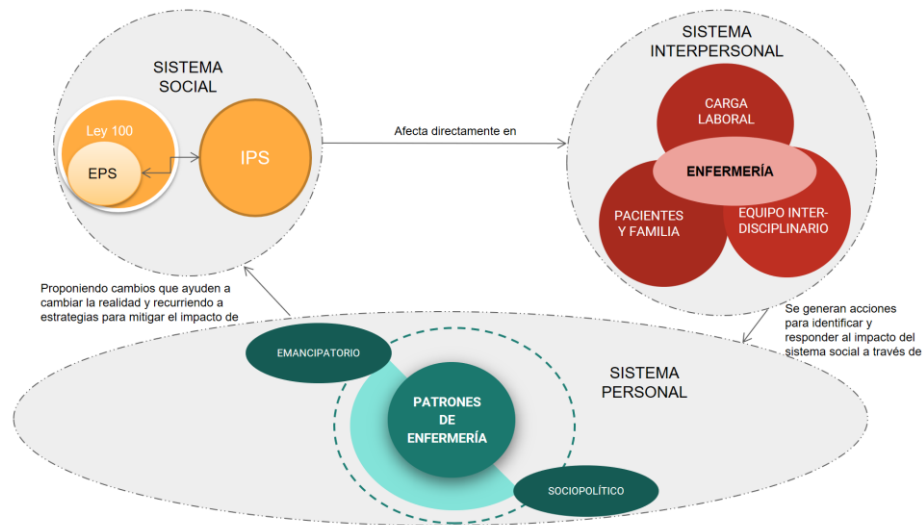 SISTEMA
SOCIAL
Ley 100
EPS
IPS
Afecta directamente en
SISTEMA
INTERPERSONAL
CARGA
LABORAL
ENFERMERÍA
PACIENTES
Y FAMILIA
EQUIPO INTER-
DISCIPLINARIO
Proponiendo cambios que ayuden a
cambiar la realidad y recurriendo a
estrategias para mitigar el impacto de
Se generan acciones
para identificar y
responder al impacto del
sistema social a través de
EMANCIPATORIO
SISTEMA
PERSONAL
PATRONES
DE
ENFERMERÍA
SOCIOPOLÍTICO